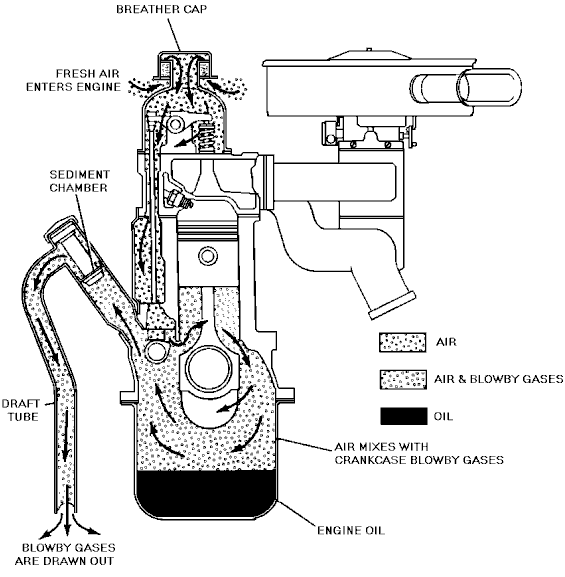 BREATHER CAP
FRESH AIR
ENTERS ENGINE
SEDIMENT
CHAMBER
AIR
AIR & BLOWBY GASES
DRAFT
TUBE
OIL
AIR MIXES WITH
CRANKCASE BLOWBY GASES
ENGINE OIL
BLOWBY GASES
ARE DRAWN OUT